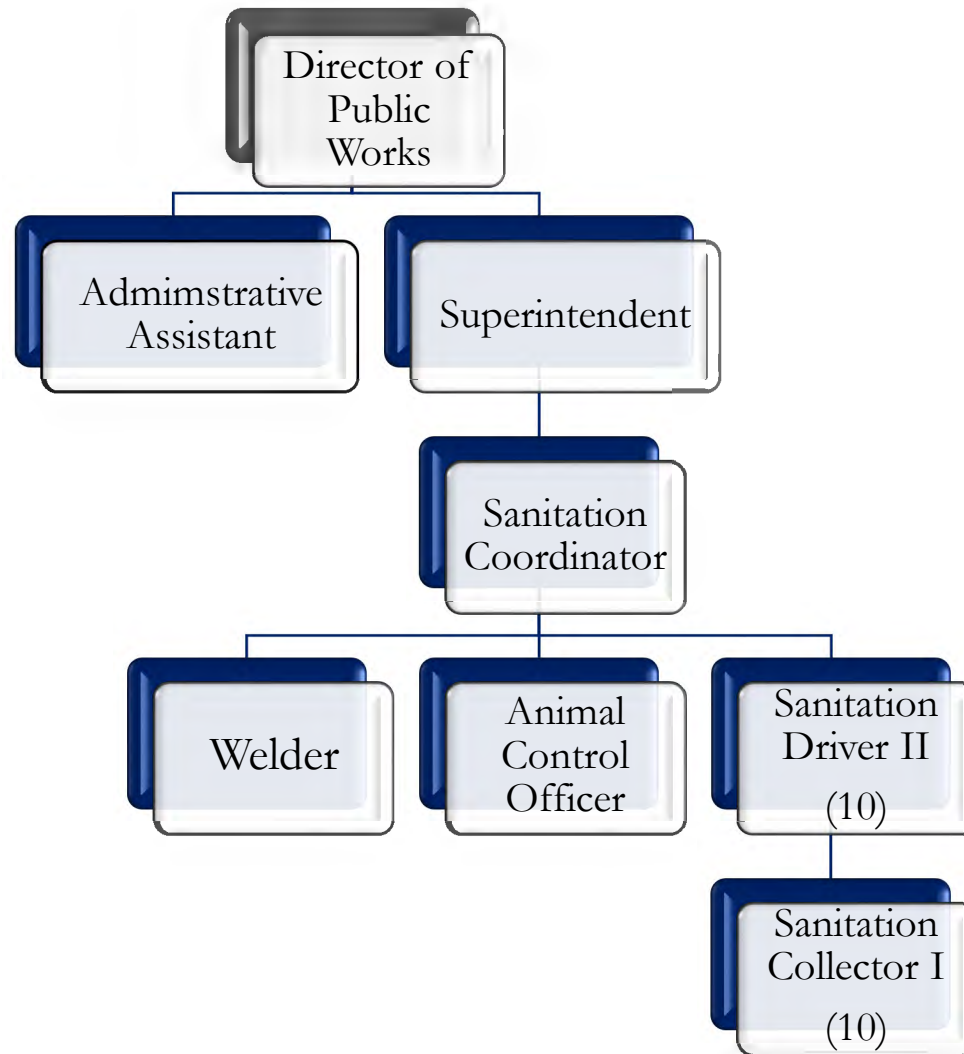 Director of
Public
Works
Admimstrative
Assistant
Superintendent
Sanitation
Coordinator
Welder
Animal
Control
Officer
Sanitation
Driver II
(10)
Sanitation
Collector I
(10)